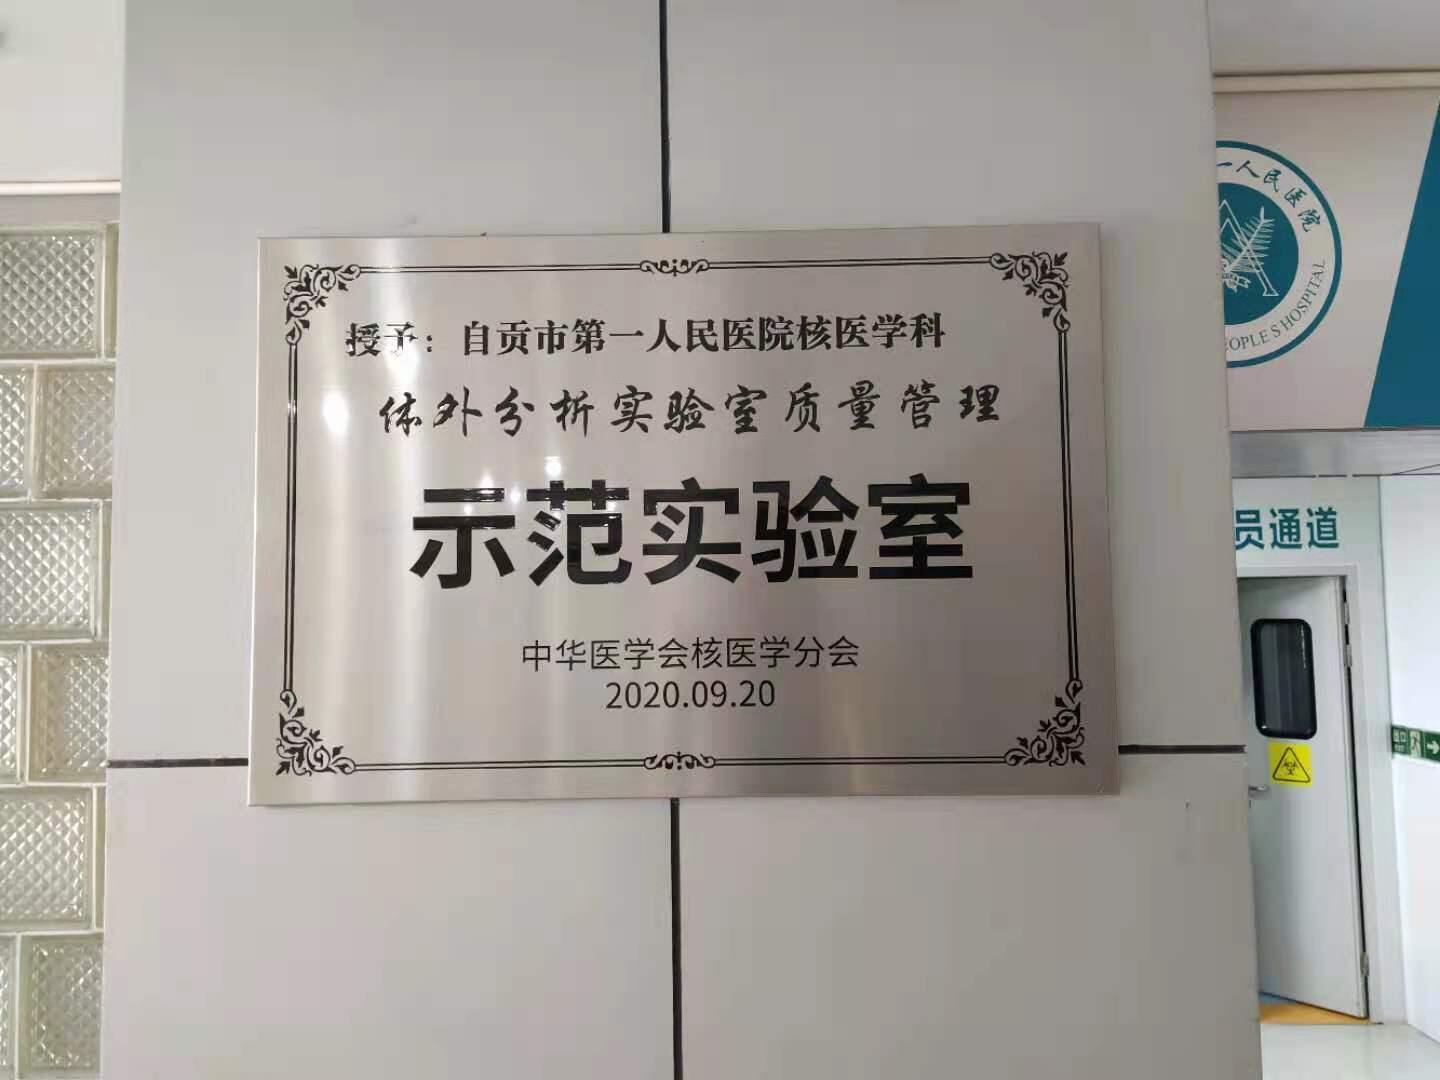 授予：自贡市第一人民医院核医学科
体外分析实验室质量管理
示范实验室
中华医学会核医学分会
2020.09.20
一人民医院
OPLE'S HOSPITAL
员通道